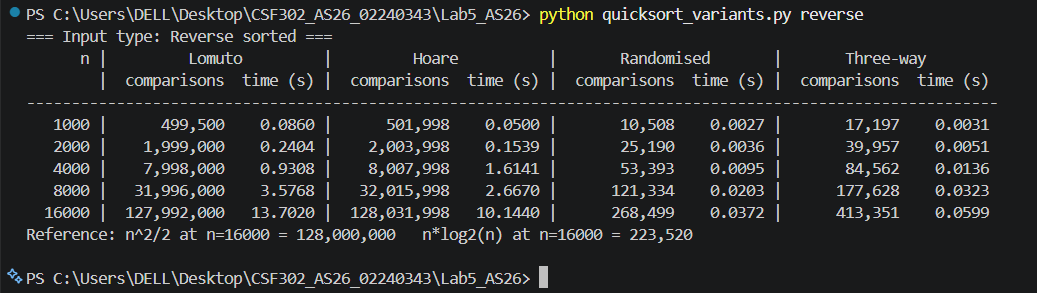 PS C:\Users\DELL\Desktop\CSF302_AS26_02240343\Lab5_AS26> python quicksort_variants.py reverse
=== Input type: Reverse sorted ===
n | Lomuto | Hoare | Randomised | Three-way
| comparisons time (s) | comparisons time (s) | comparisons time (s) | comparisons time (s)
--------------------------------------------------------------------------------------------------------------
1000 | 499,500 0.0860 | 501,998 0.0500 | 10,508 0.0027 | 17,197 0.0031
2000 | 1,999,000 0.2404 | 2,003,998 0.1539 | 25,190 0.0036 | 39,957 0.0051
4000 | 7,998,000 0.9308 | 8,007,998 1.6141 | 53,393 0.0095 | 84,562 0.0136
8000 | 31,996,000 3.5768 | 32,015,998 2.6670 | 121,334 0.0203 | 177,628 0.0323
16000 | 127,992,000 13.7020 | 128,031,998 10.1440 | 268,499 0.0372 | 413,351 0.0599
Reference: n^2/2 at n=16000 = 128,000,000 n*log2(n) at n=16000 = 223,520
PS C:\Users\DELL\Desktop\CSF302_AS26_02240343\Lab5_AS26>